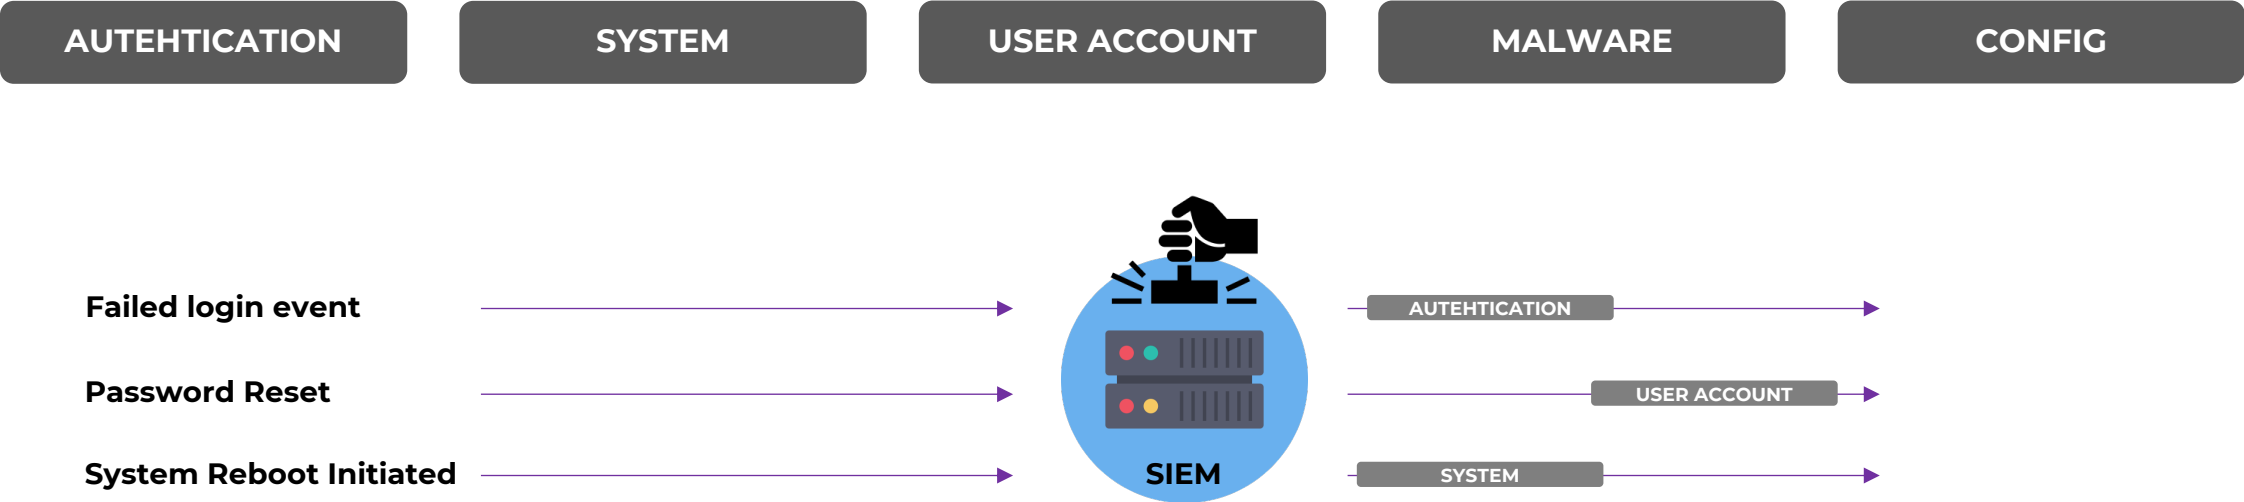 AUTEHTICATION
SYSTEM
USER ACCOUNT
MALWARE
CONFIG
Failed login event
AUTEHTICATION
Password Reset
USER ACCOUNT
System Reboot Initiated
SIEM
SYSTEM